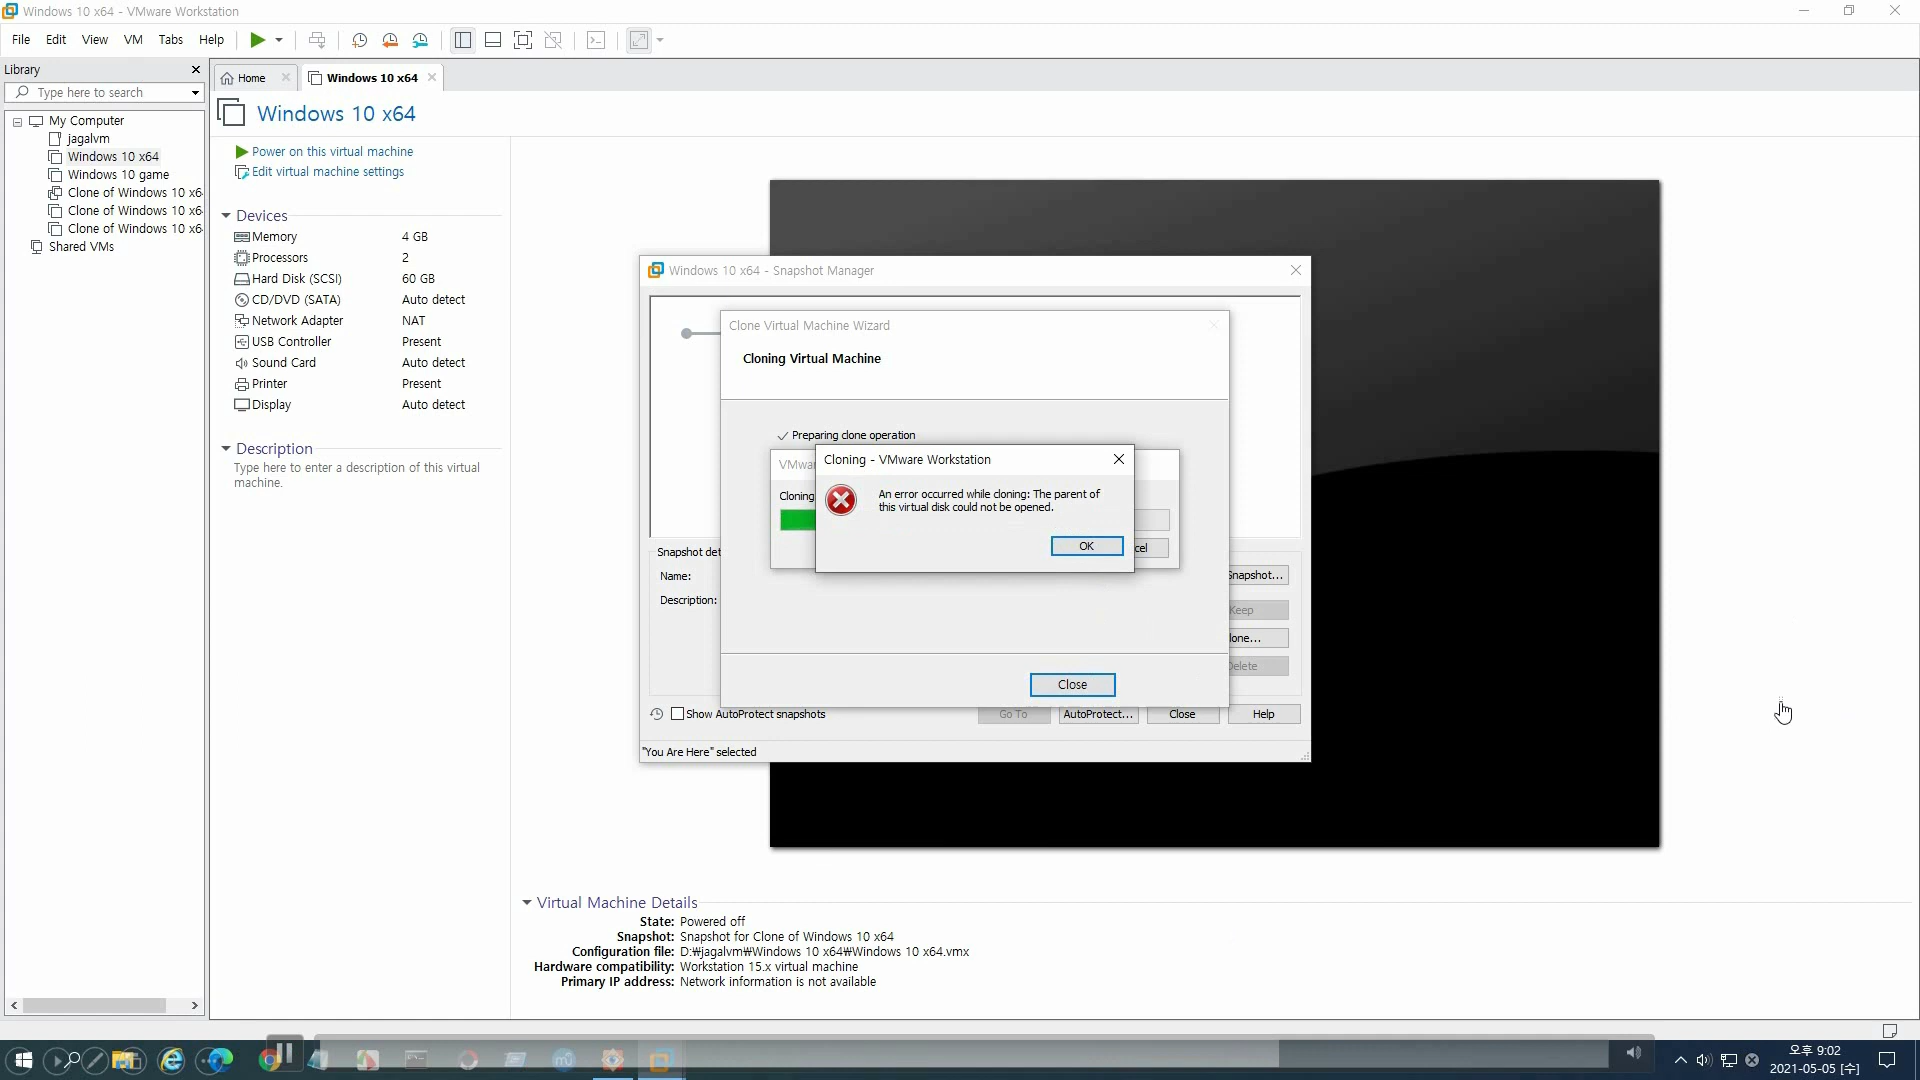 Windows 10 x64 - VMware Workstation
File Edit View VM Tabs Help
Library
Home
Windows 10 x64
Type here to search
Windows 10 x64
My Computer
jagalvm
Windows 10 x64
Windows 10 game
Clone of Windows 10 x6
Clone of Windows 10 x6
Clone of Windows 10 x6
Shared VMs
Power on this virtual machine
Edit virtual machine settings
Devices
Memory 4 GB
Processors 2
Hard Disk (SCSI) 60 GB
CD/DVD (SATA) Auto detect
Network Adapter NAT
USB Controller Present
Sound Card Auto detect
Printer Present
Display Auto detect
Description
Type here to enter a description of this virtual
machine.
Windows 10 x64 - Snapshot Manager
Clone Virtual Machine Wizard
Cloning Virtual Machine
Preparing clone operation
VMwa
Cloning
Cloning - VMware Workstation
An error occurred while cloning: The parent of
this virtual disk could not be opened.
OK
cel
Snapshot det
Name:
Description:
Snapshot...
Keep
lone...
Delete
Close
Show AutoProtect snapshots
Go To
AutoProtect...
Close
Help
"You Are Here" selected
Virtual Machine Details
State: Powered off
Snapshot: Snapshot for Clone of Windows 10 x64
Configuration file: D:₩jagalvm₩Windows 10 x64₩Windows 10 x64.vmx
Hardware compatibility: Workstation 15.x virtual machine
Primary IP address: Network information is not available
오후 9:02
2021-05-05 [수]